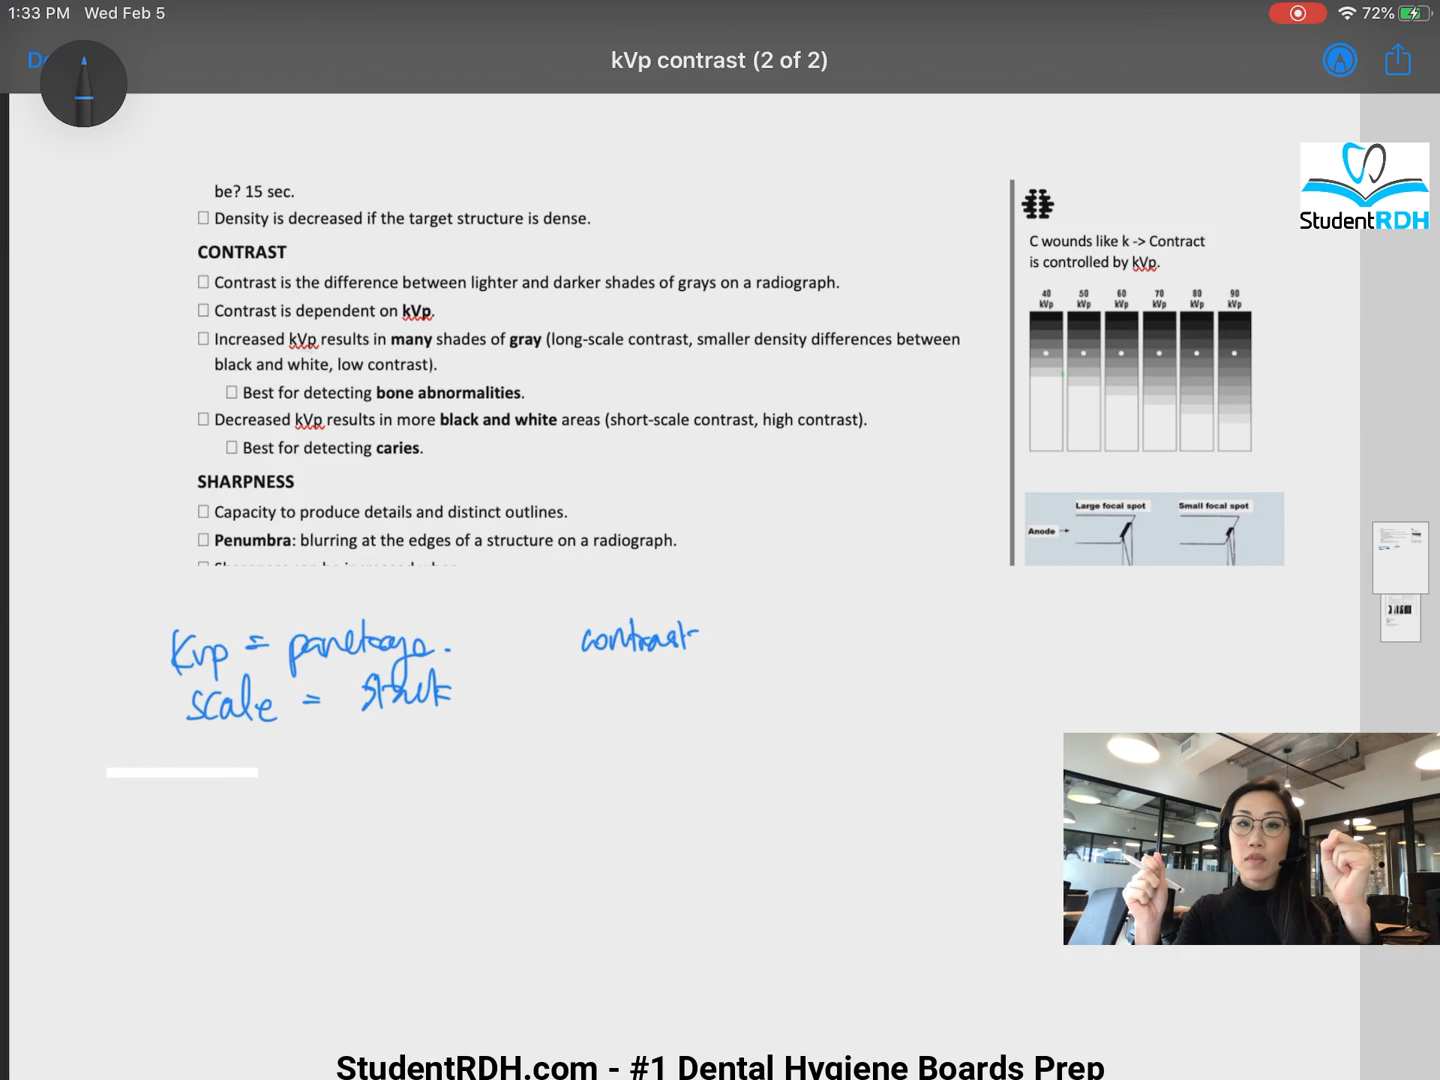 1:33 PM Wed Feb 5
72%
kVp contrast (2 of 2)
be? 15 sec.
Density is decreased if the target structure is dense.
CONTRAST
Contrast is the difference between lighter and darker shades of grays on a radiograph.
Contrast is dependent on kVp.
Increased kVp results in many shades of gray (long-scale contrast, smaller density differences between
black and white, low contrast).
Best for detecting bone abnormalities.
Decreased kVp results in more black and white areas (short-scale contrast, high contrast).
Best for detecting caries.
SHARPNESS
Capacity to produce details and distinct outlines.
Penumbra: blurring at the edges of a structure on a radiograph.
C wounds like k -> Contract
is controlled by kVp.
40 50 60 70 80 90
kVp kVp kVp kVp kVp kVp
Large focal spot Small focal spot
Anode
StudentRDH
Kvp = contrast
scale =
StudentRDH.com - #1 Dental Hygiene Boards Prep